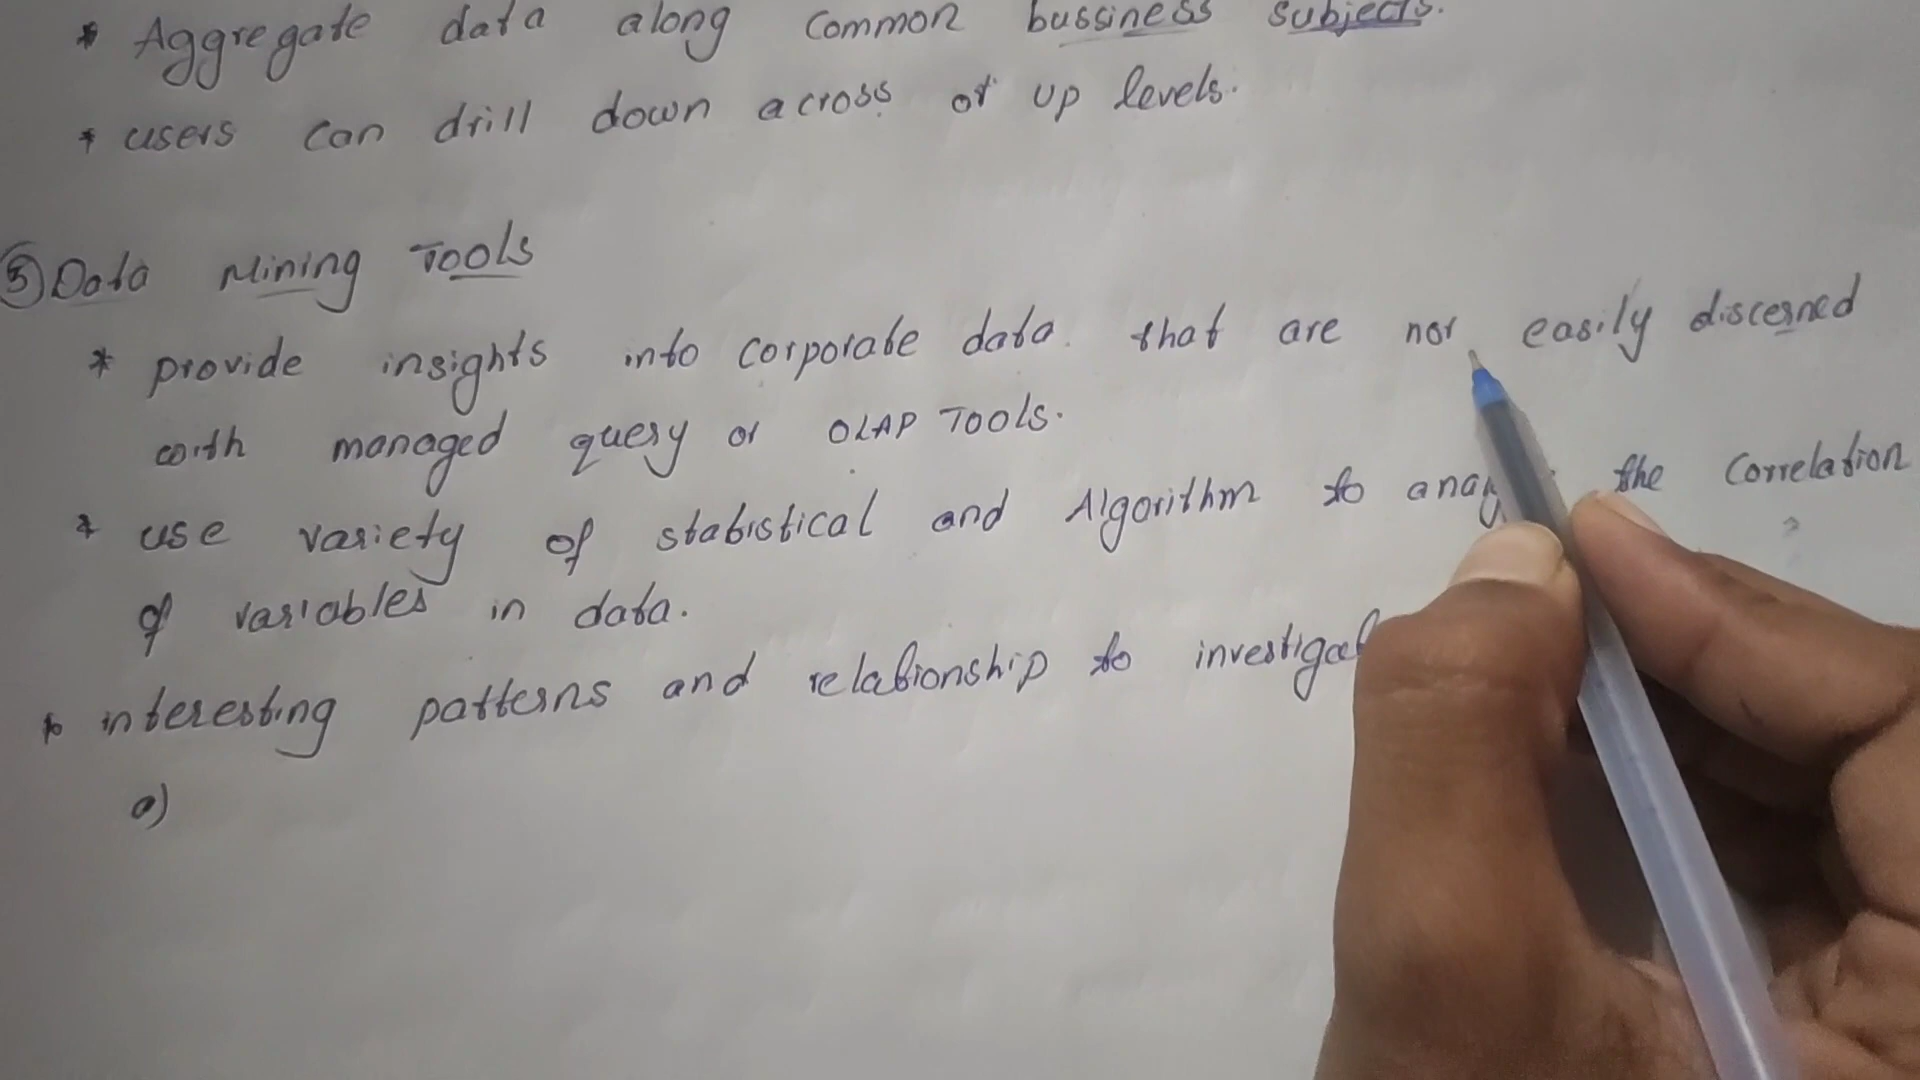 * Aggregate data along common bussiness subjects.
* users can drill down across or up levels.
⑤ Data Mining Tools
* provide insights into corporate data. that are not easily discerned
with managed query or OLAP Tools.
* use variety of statistical and Algorithm to the Correlation
of variables in data.
* interesting patterns and relationship to
a)